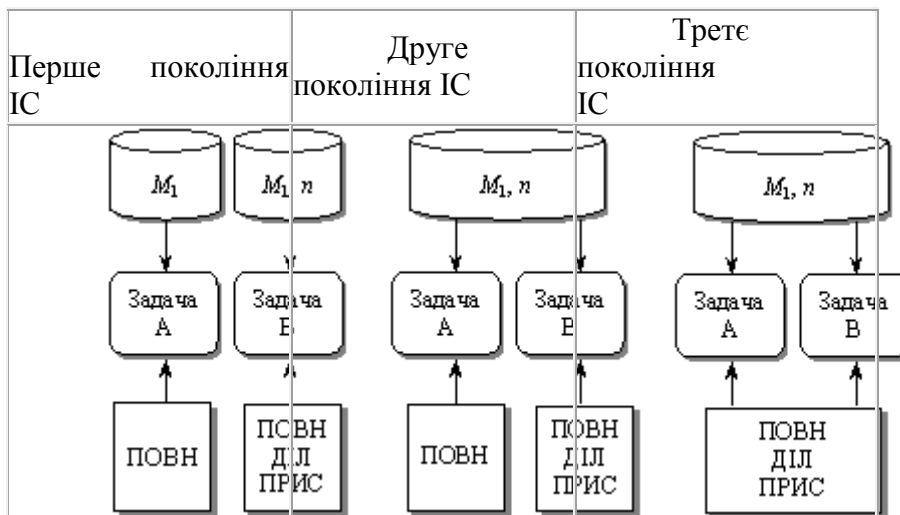 Перше покоління
ІС
Друге
покоління ІС
Третє
покоління
ІС
M1
M1, n
M1, n
M1, n
Задача
А
Задача
В
Задача
А
Задача
В
Задача
А
Задача
В
ПОВН
ПОВН
ДІЛ
ПРИС
ПОВН
ПОВН
ДІЛ
ПРИС
ПОВН
ДІЛ
ПРИС